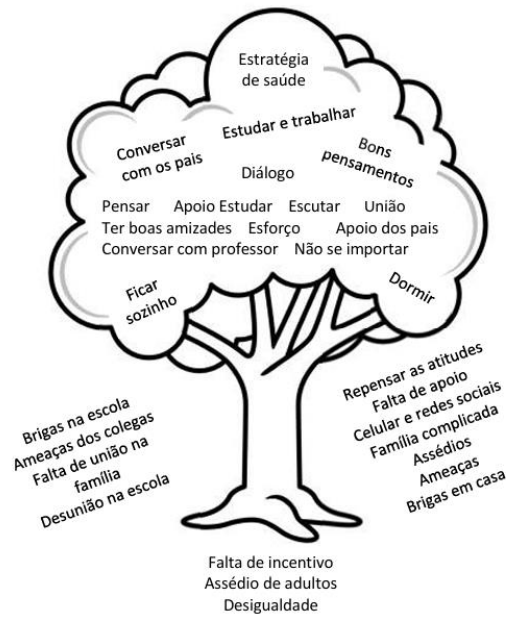 Estratégia
de saúde
Estudar e trabalhar
Conversar
com os pais
Bons
pensamentos
Diálogo
Pensar Apoio Estudar Escutar União
Ter boas amizades Esforço Apoio dos pais
Conversar com professor Não se importar
Ficar
sozinho
Dormir
Brigas na escola
Ameaças dos colegas
Falta de união na
família
Desunião na escola
Repensar as atitudes
Falta de apoio
Celular e redes sociais
Família complicada
Assédios
Ameaças
Brigas em casa
Falta de incentivo
Assédio de adultos
Desigualdade